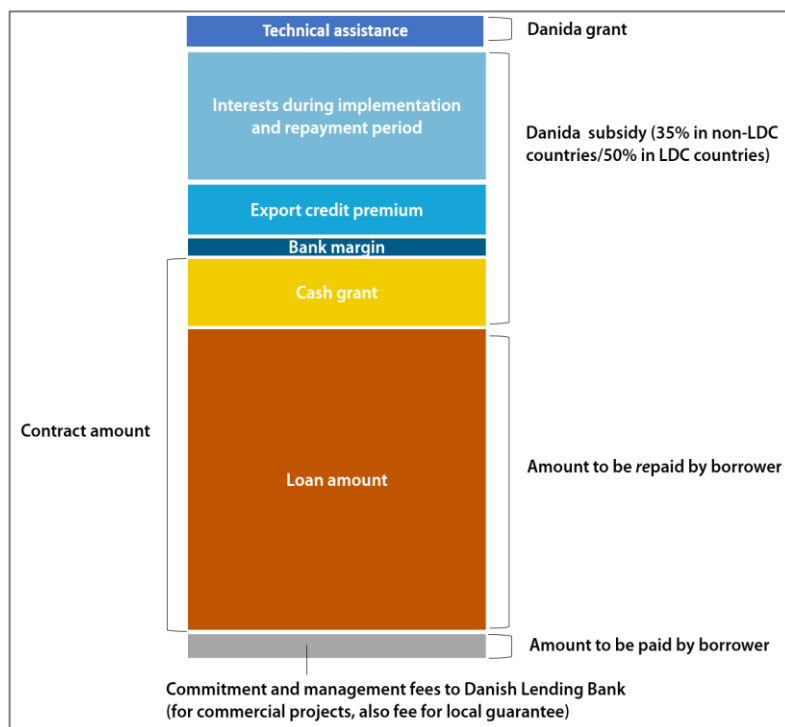 Technical assistance
Danida grant
Interests during implementation
and repayment period
Danida subsidy (35% in non-LDC
countries/50% in LDC countries)
Export credit premium
Bank margin
Cash grant
Contract amount
Loan amount
Amount to be repaid by borrower
Amount to be paid by borrower
Commitment and management fees to Danish Lending Bank
(for commercial projects, also fee for local guarantee)